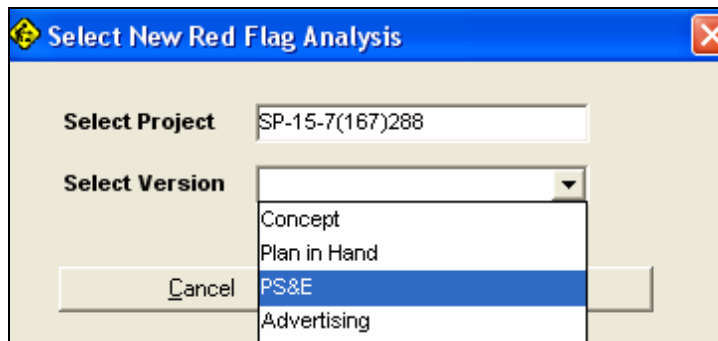 Select New Red Flag Analysis
Select Project SP-15-7(167)288
Select Version
Concept
Plan in Hand
Cancel PS&E
Advertising